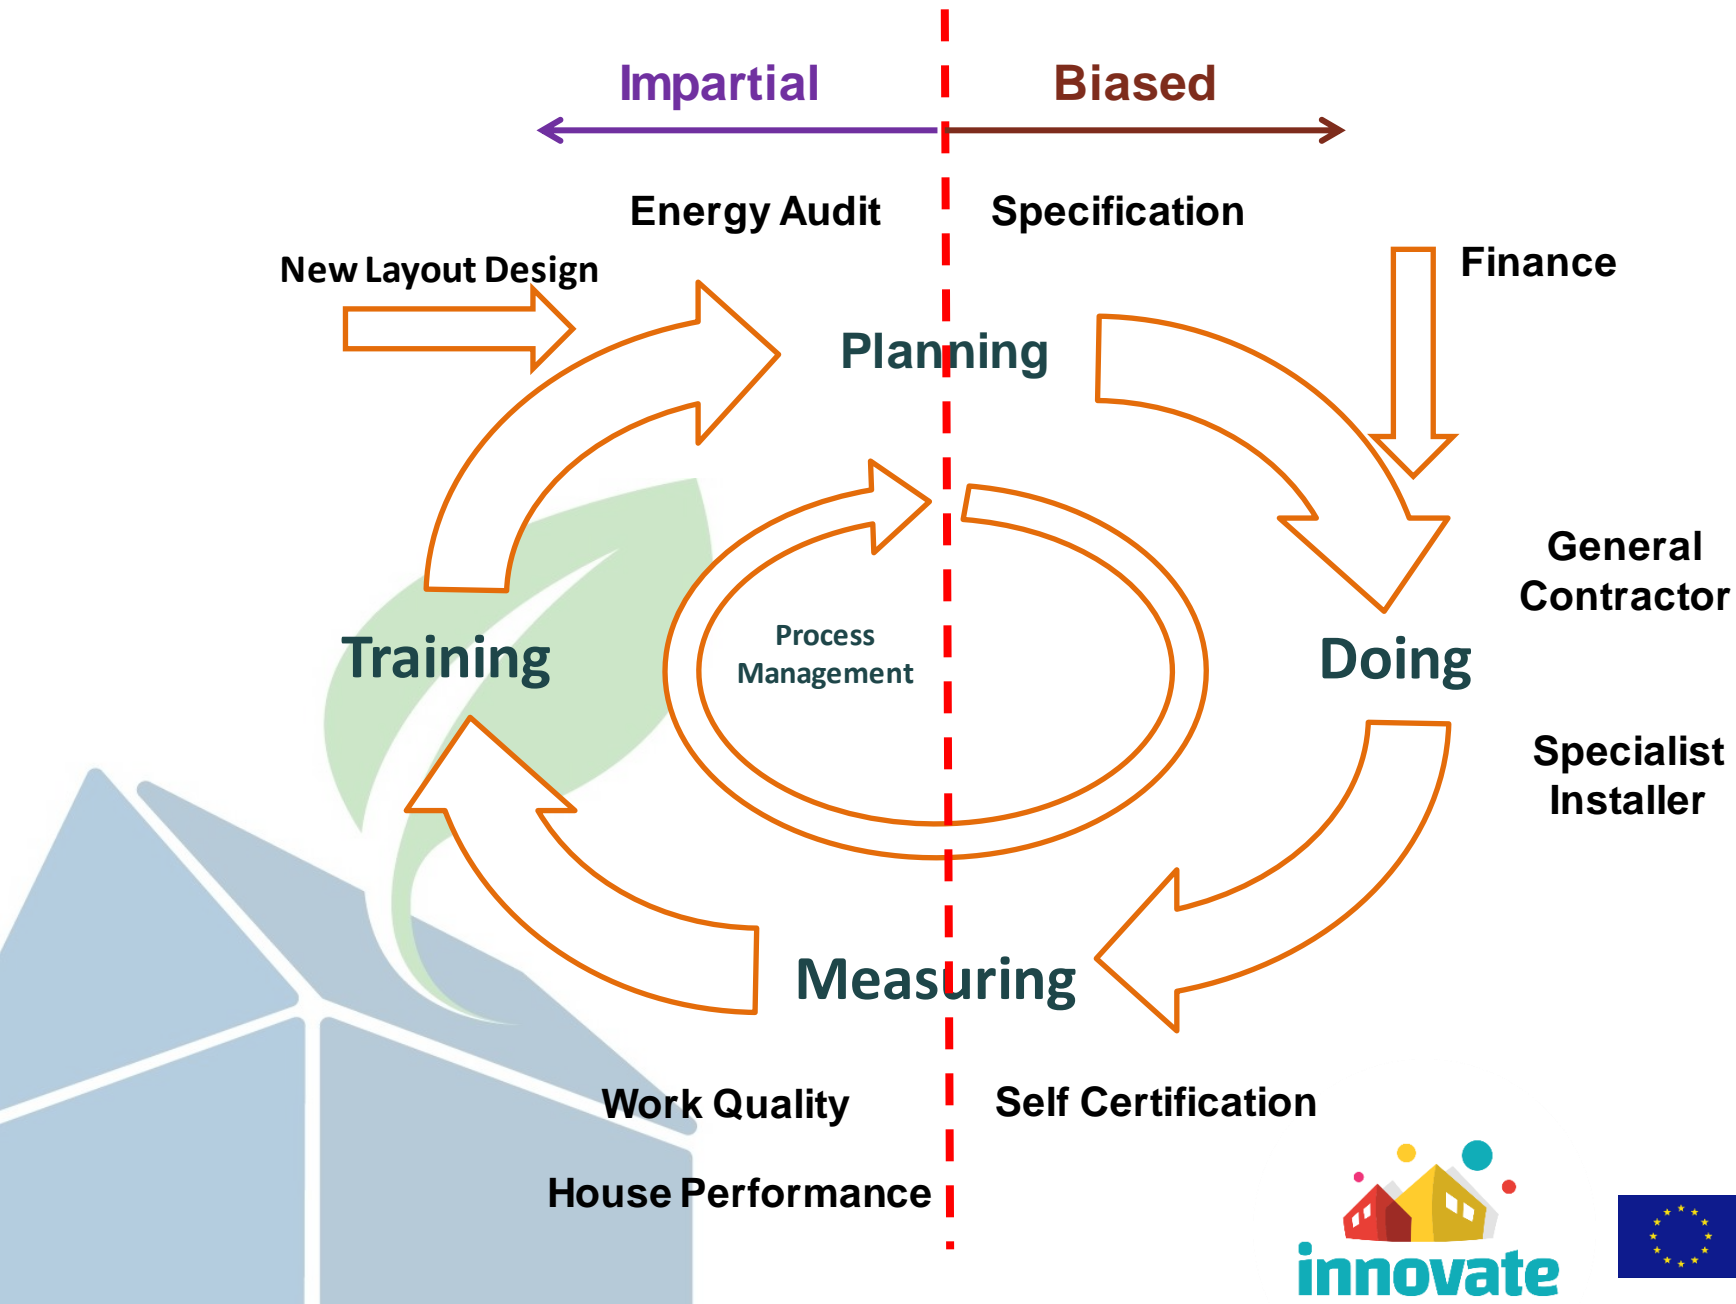 Impartial
Biased
Energy Audit
Specification
New Layout Design
Finance
Planning
General
Contractor
Process
Management
Training
Doing
Specialist
Installer
Measuring
Work Quality
Self Certification
House Performance
innovate